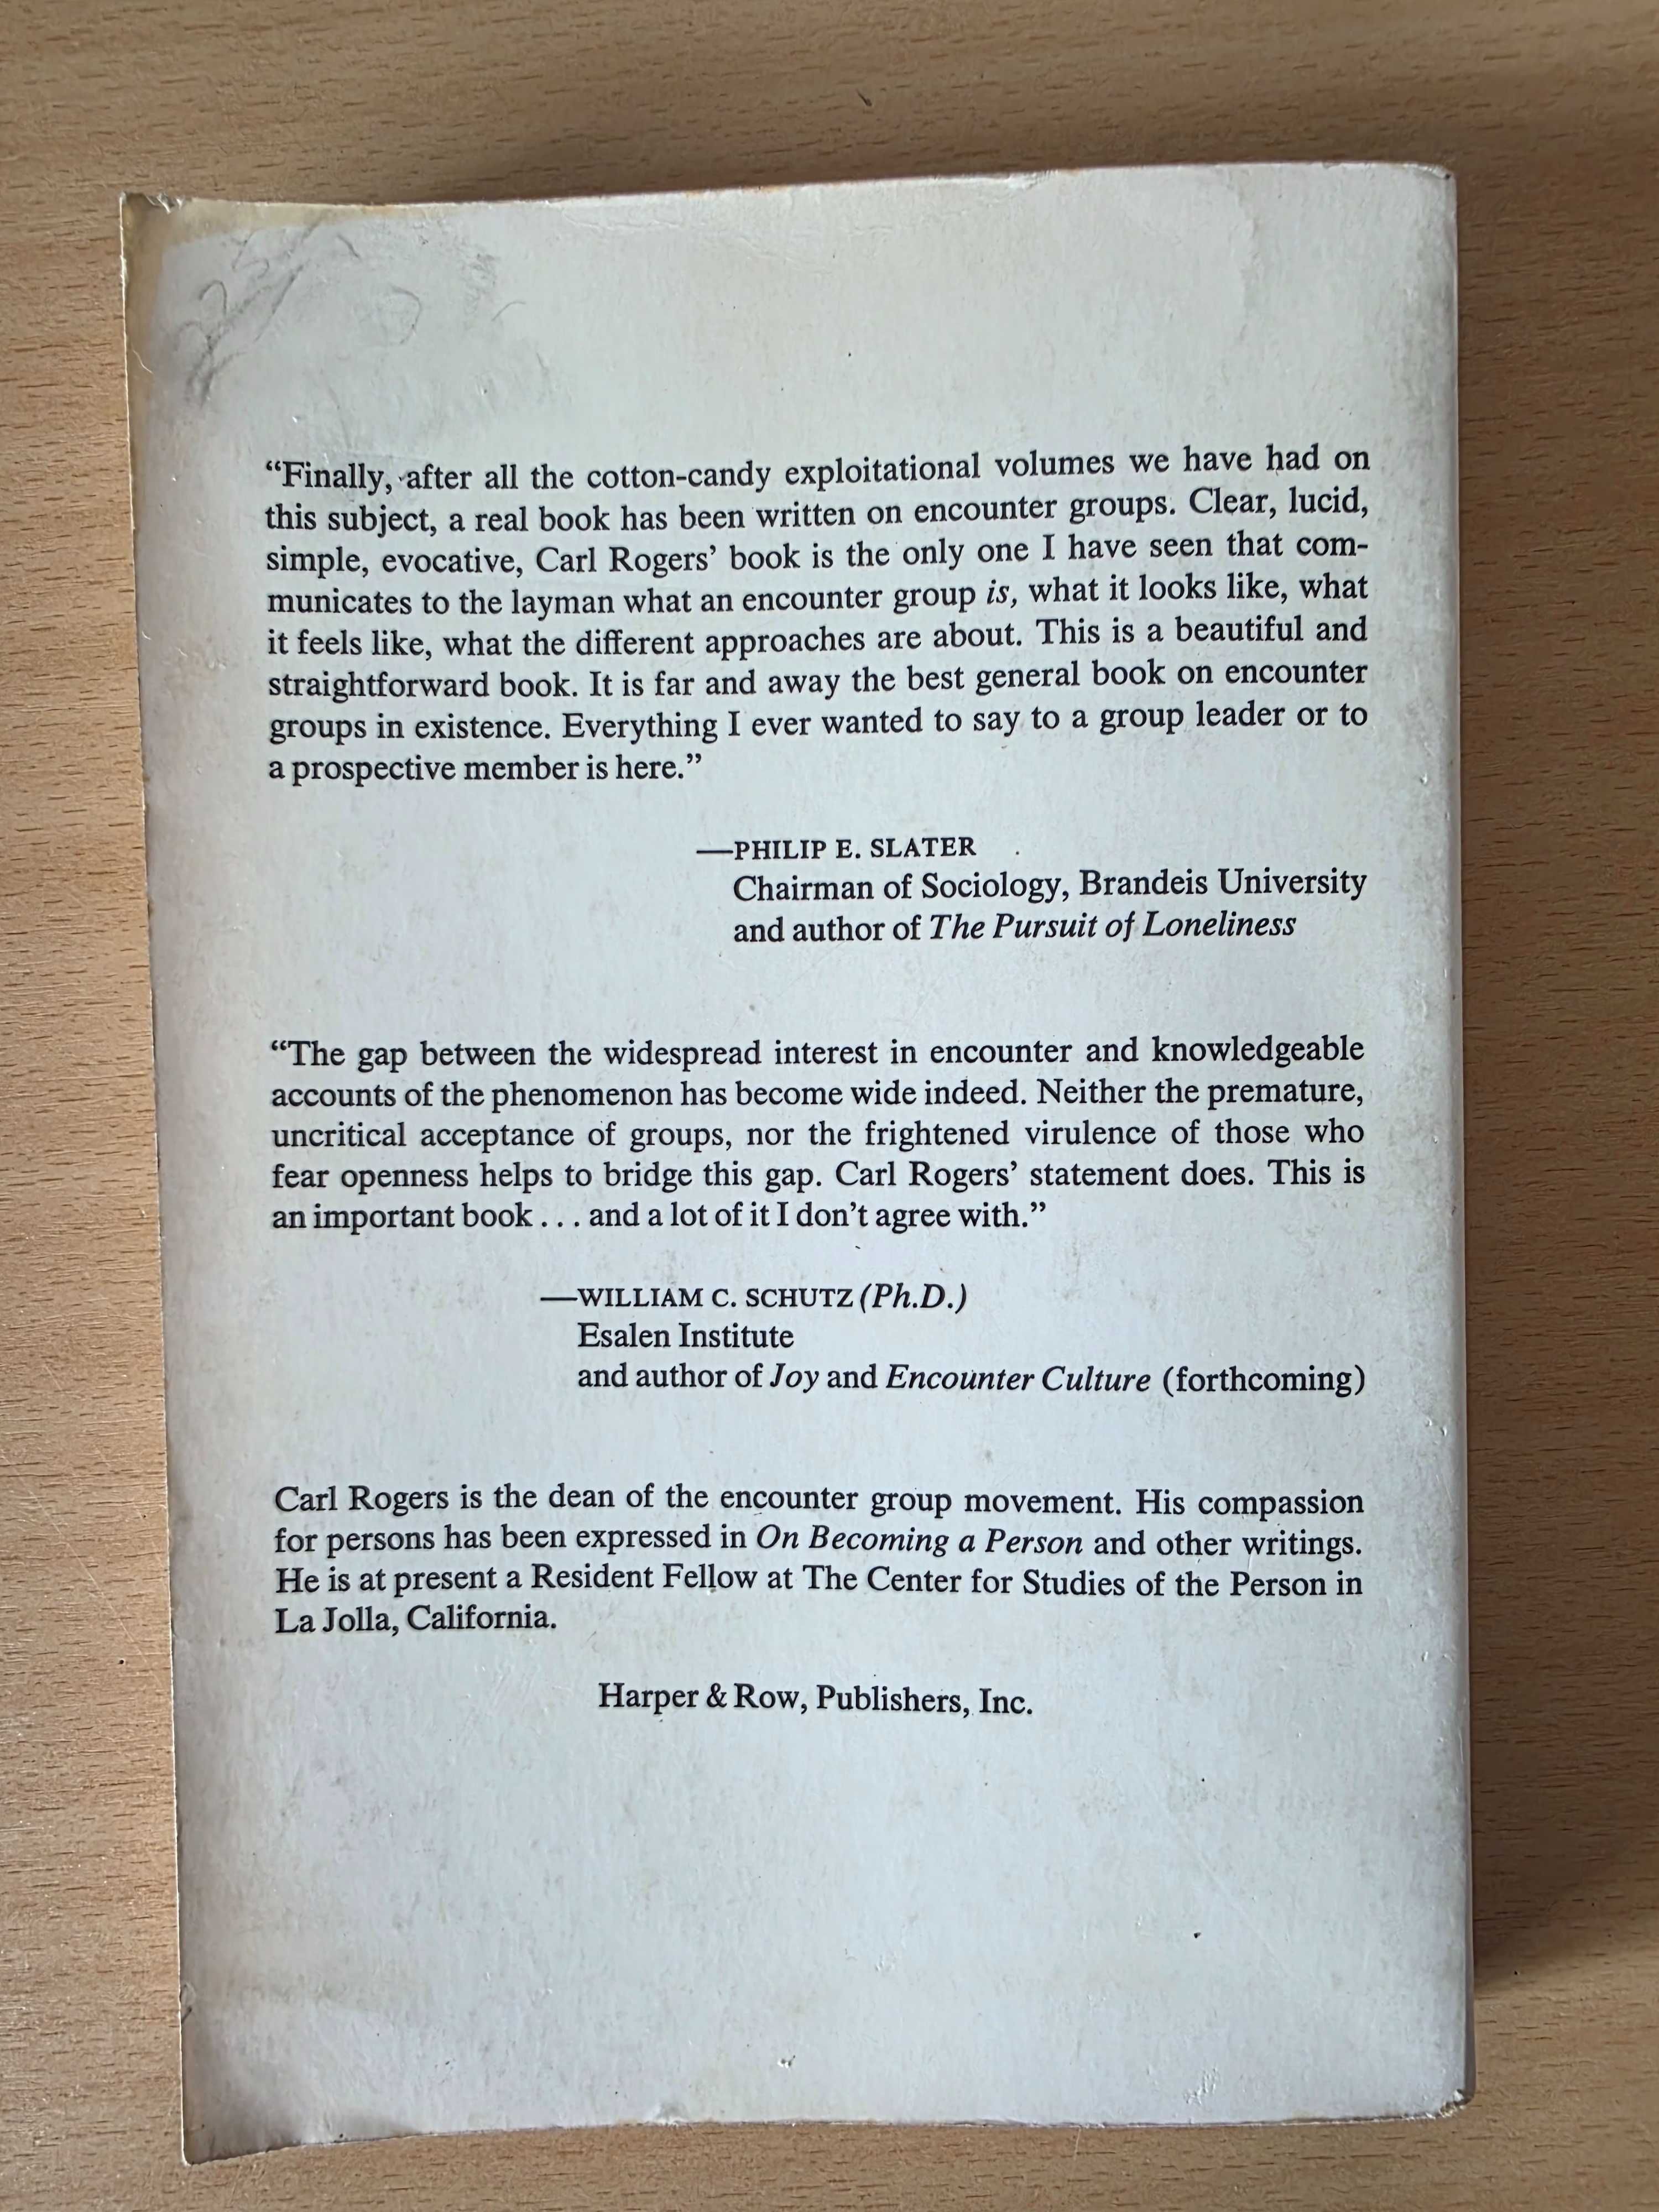 “Finally, after all the cotton-candy exploitational volumes we have had on
this subject, a real book has been written on encounter groups. Clear, lucid,
simple, evocative, Carl Rogers’ book is the only one I have seen that com-
municates to the layman what an encounter group is, what it looks like, what
it feels like, what the different approaches are about. This is a beautiful and
straightforward book. It is far and away the best general book on encounter
groups in existence. Everything I ever wanted to say to a group leader or to
a prospective member is here.”
—PHILIP E. SLATER
Chairman of Sociology, Brandeis University
and author of The Pursuit of Loneliness
“The gap between the widespread interest in encounter and knowledgeable
accounts of the phenomenon has become wide indeed. Neither the premature,
uncritical acceptance of groups, nor the frightened virulence of those who
fear openness helps to bridge this gap. Carl Rogers’ statement does. This is
an important book . . . and a lot of it I don’t agree with.”
—WILLIAM C. SCHUTZ (Ph.D.)
Esalen Institute
and author of Joy and Encounter Culture (forthcoming)
Carl Rogers is the dean of the encounter group movement. His compassion
for persons has been expressed in On Becoming a Person and other writings.
He is at present a Resident Fellow at The Center for Studies of the Person in
La Jolla, California.
Harper & Row, Publishers, Inc.